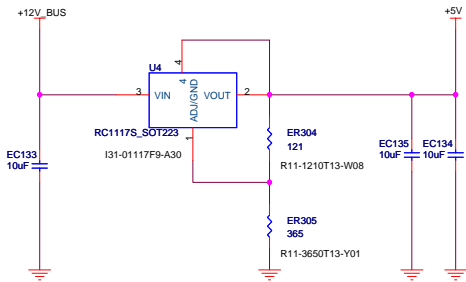 +12V_BUS
+5V
U4
4
4
3
VIN
VOUT
2
ADJ/GND
1
RC1117S_SOT223
I31-01117F9-A30
ER304
121
R11-1210T13-W08
EC133
10uF
EC135
10uF
EC134
10uF
ER305
365
R11-3650T13-Y01